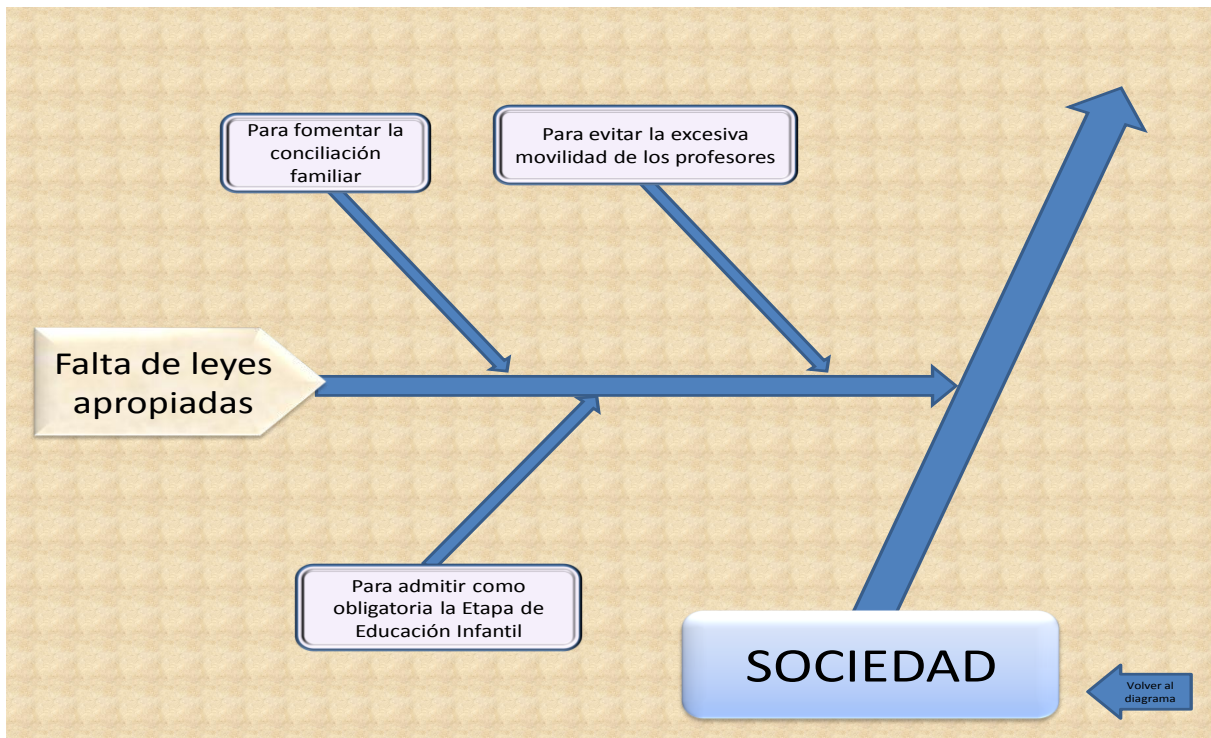 Para fomentar la
conciliación
familiar
Para evitar la excesiva
movilidad de los profesores
Falta de leyes
apropiadas
Para admitir como
obligatoria la Etapa de
Educación Infantil
SOCIEDAD
Volver al
diagrama